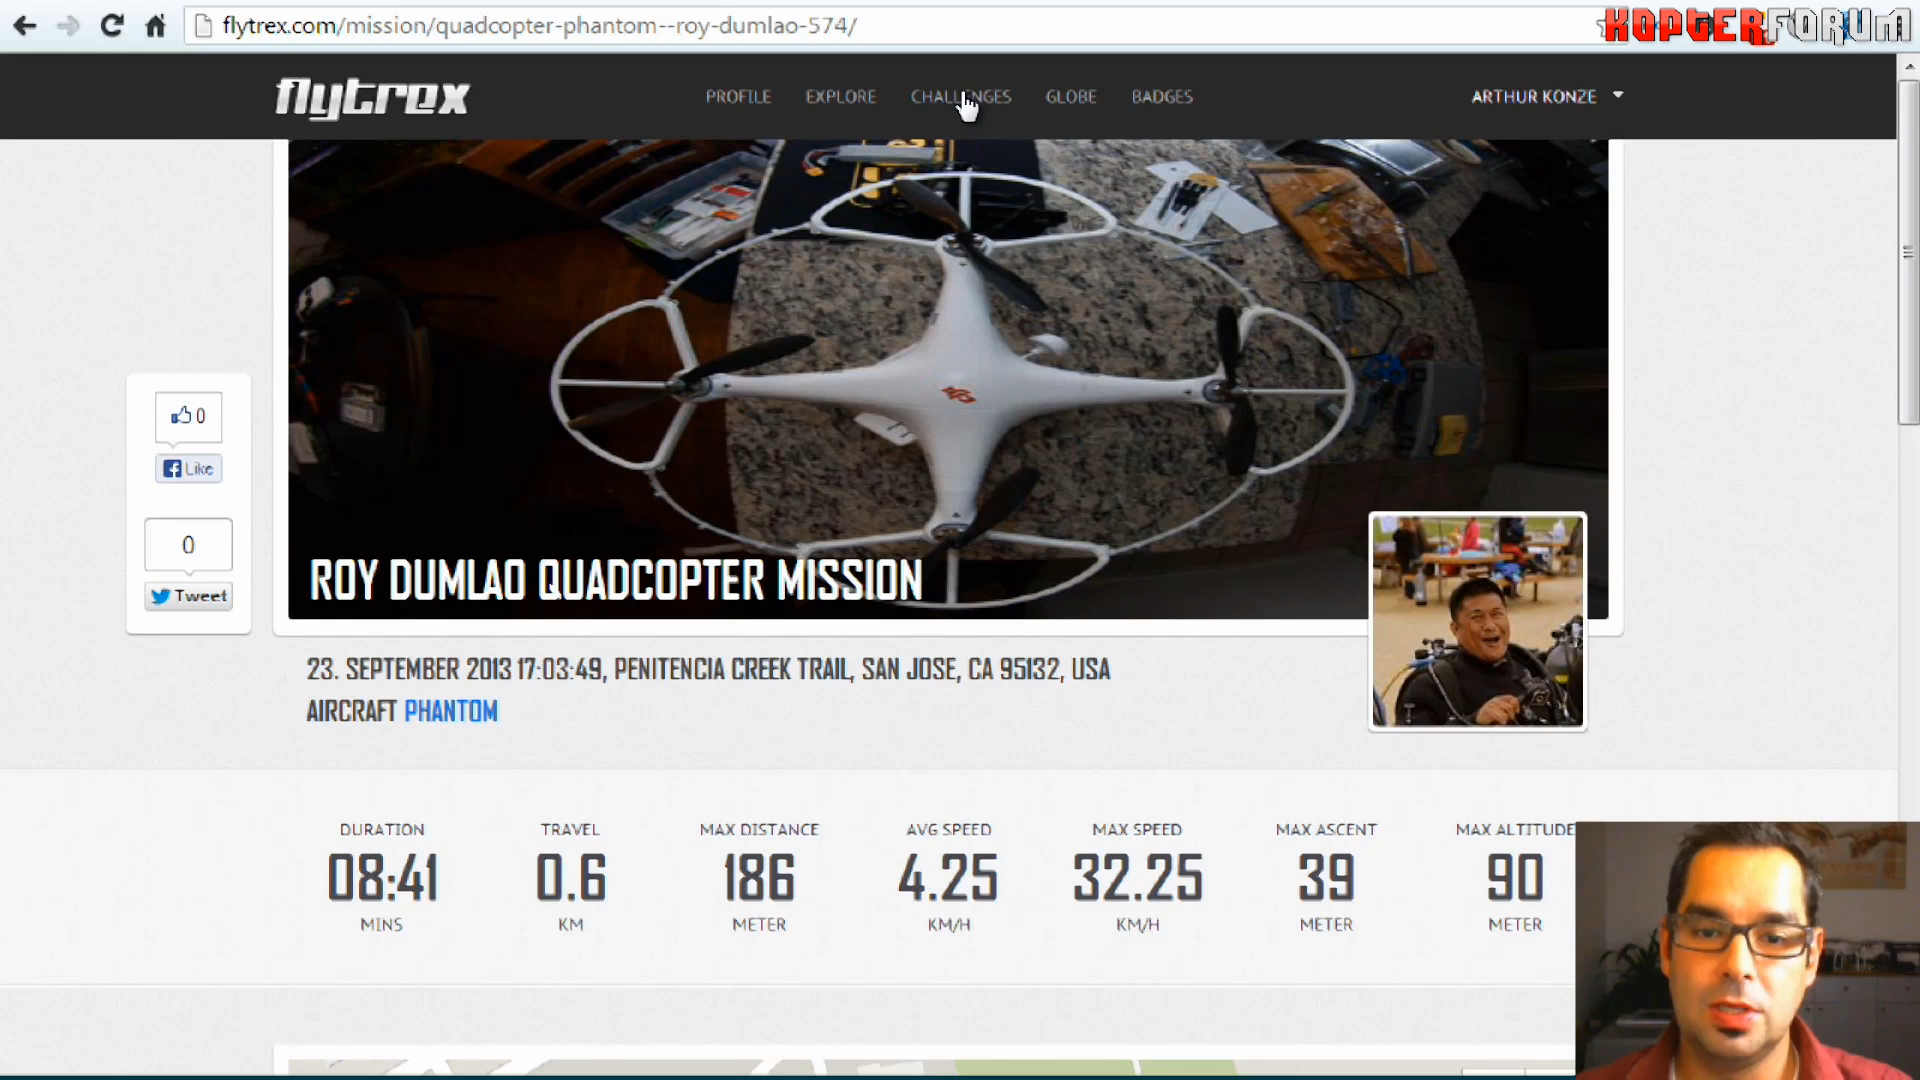 flytrex.com/mission/quadcopter-phantom--roy-dumlao-574/
KOPTERFORUM
flytrex
PROFILE
EXPLORE
CHALLENGES
GLOBE
BADGES
ARTHUR KONZE
0
Like
0
Tweet
ROY DUMLAO QUADCOPTER MISSION
23. SEPTEMBER 2013 17:03:49, PENITENCIA CREEK TRAIL, SAN JOSE, CA 95132, USA
AIRCRAFT PHANTOM
DURATION
08:41
MINS
TRAVEL
0.6
KM
MAX DISTANCE
186
METER
AVG SPEED
4.25
KM/H
MAX SPEED
32.25
KM/H
MAX ASCENT
39
METER
MAX ALTITUDE
90
METER